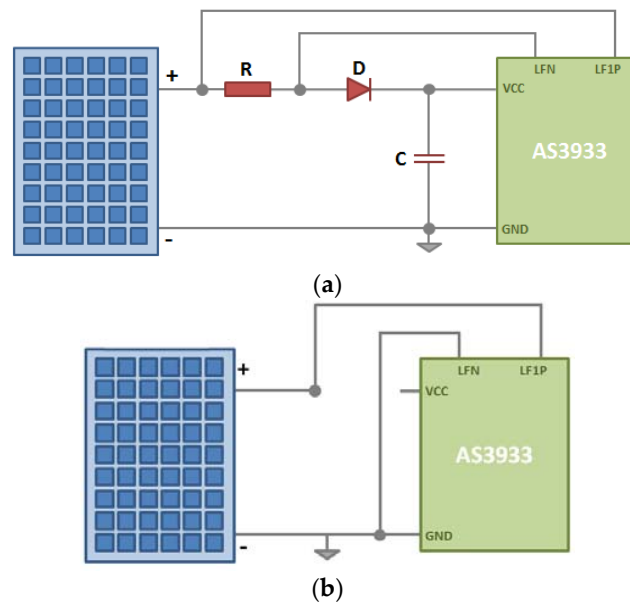 +
R
D
LFN
LF1P
VCC
AS3933
C
-
GND
(a)
+
LFN
LF1P
VCC
AS3933
GND
-
(b)